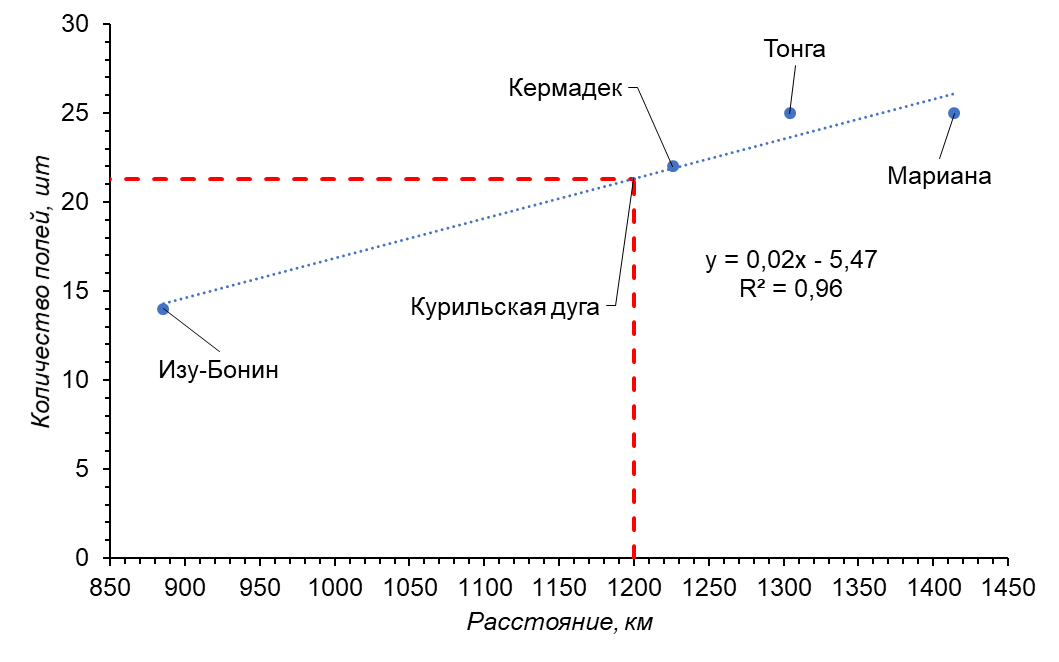 30
Тонга
Кермадек
25
Мариана
20
y = 0,02x - 5,47
R² = 0,96
15
Курильская дуга
Изу-Бонин
10
5
0
Количество полей, шт
850 900 950 1000 1050 1100 1150 1200 1250 1300 1350 1400 1450
Расстояние, км